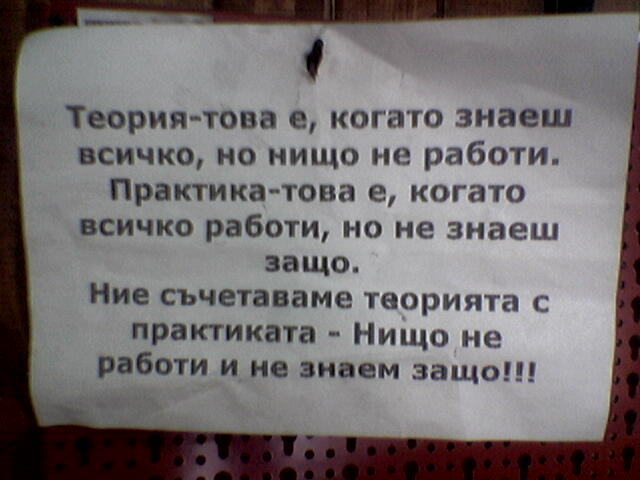 Теория-това е, когато знаеш
всичко, но нищо не работи.
Практика-това е, когато
всичко работи, но не знаеш
защо.
Ние съчетаваме теорията с
практиката - Нищо не
работи и не знаем защо!!!